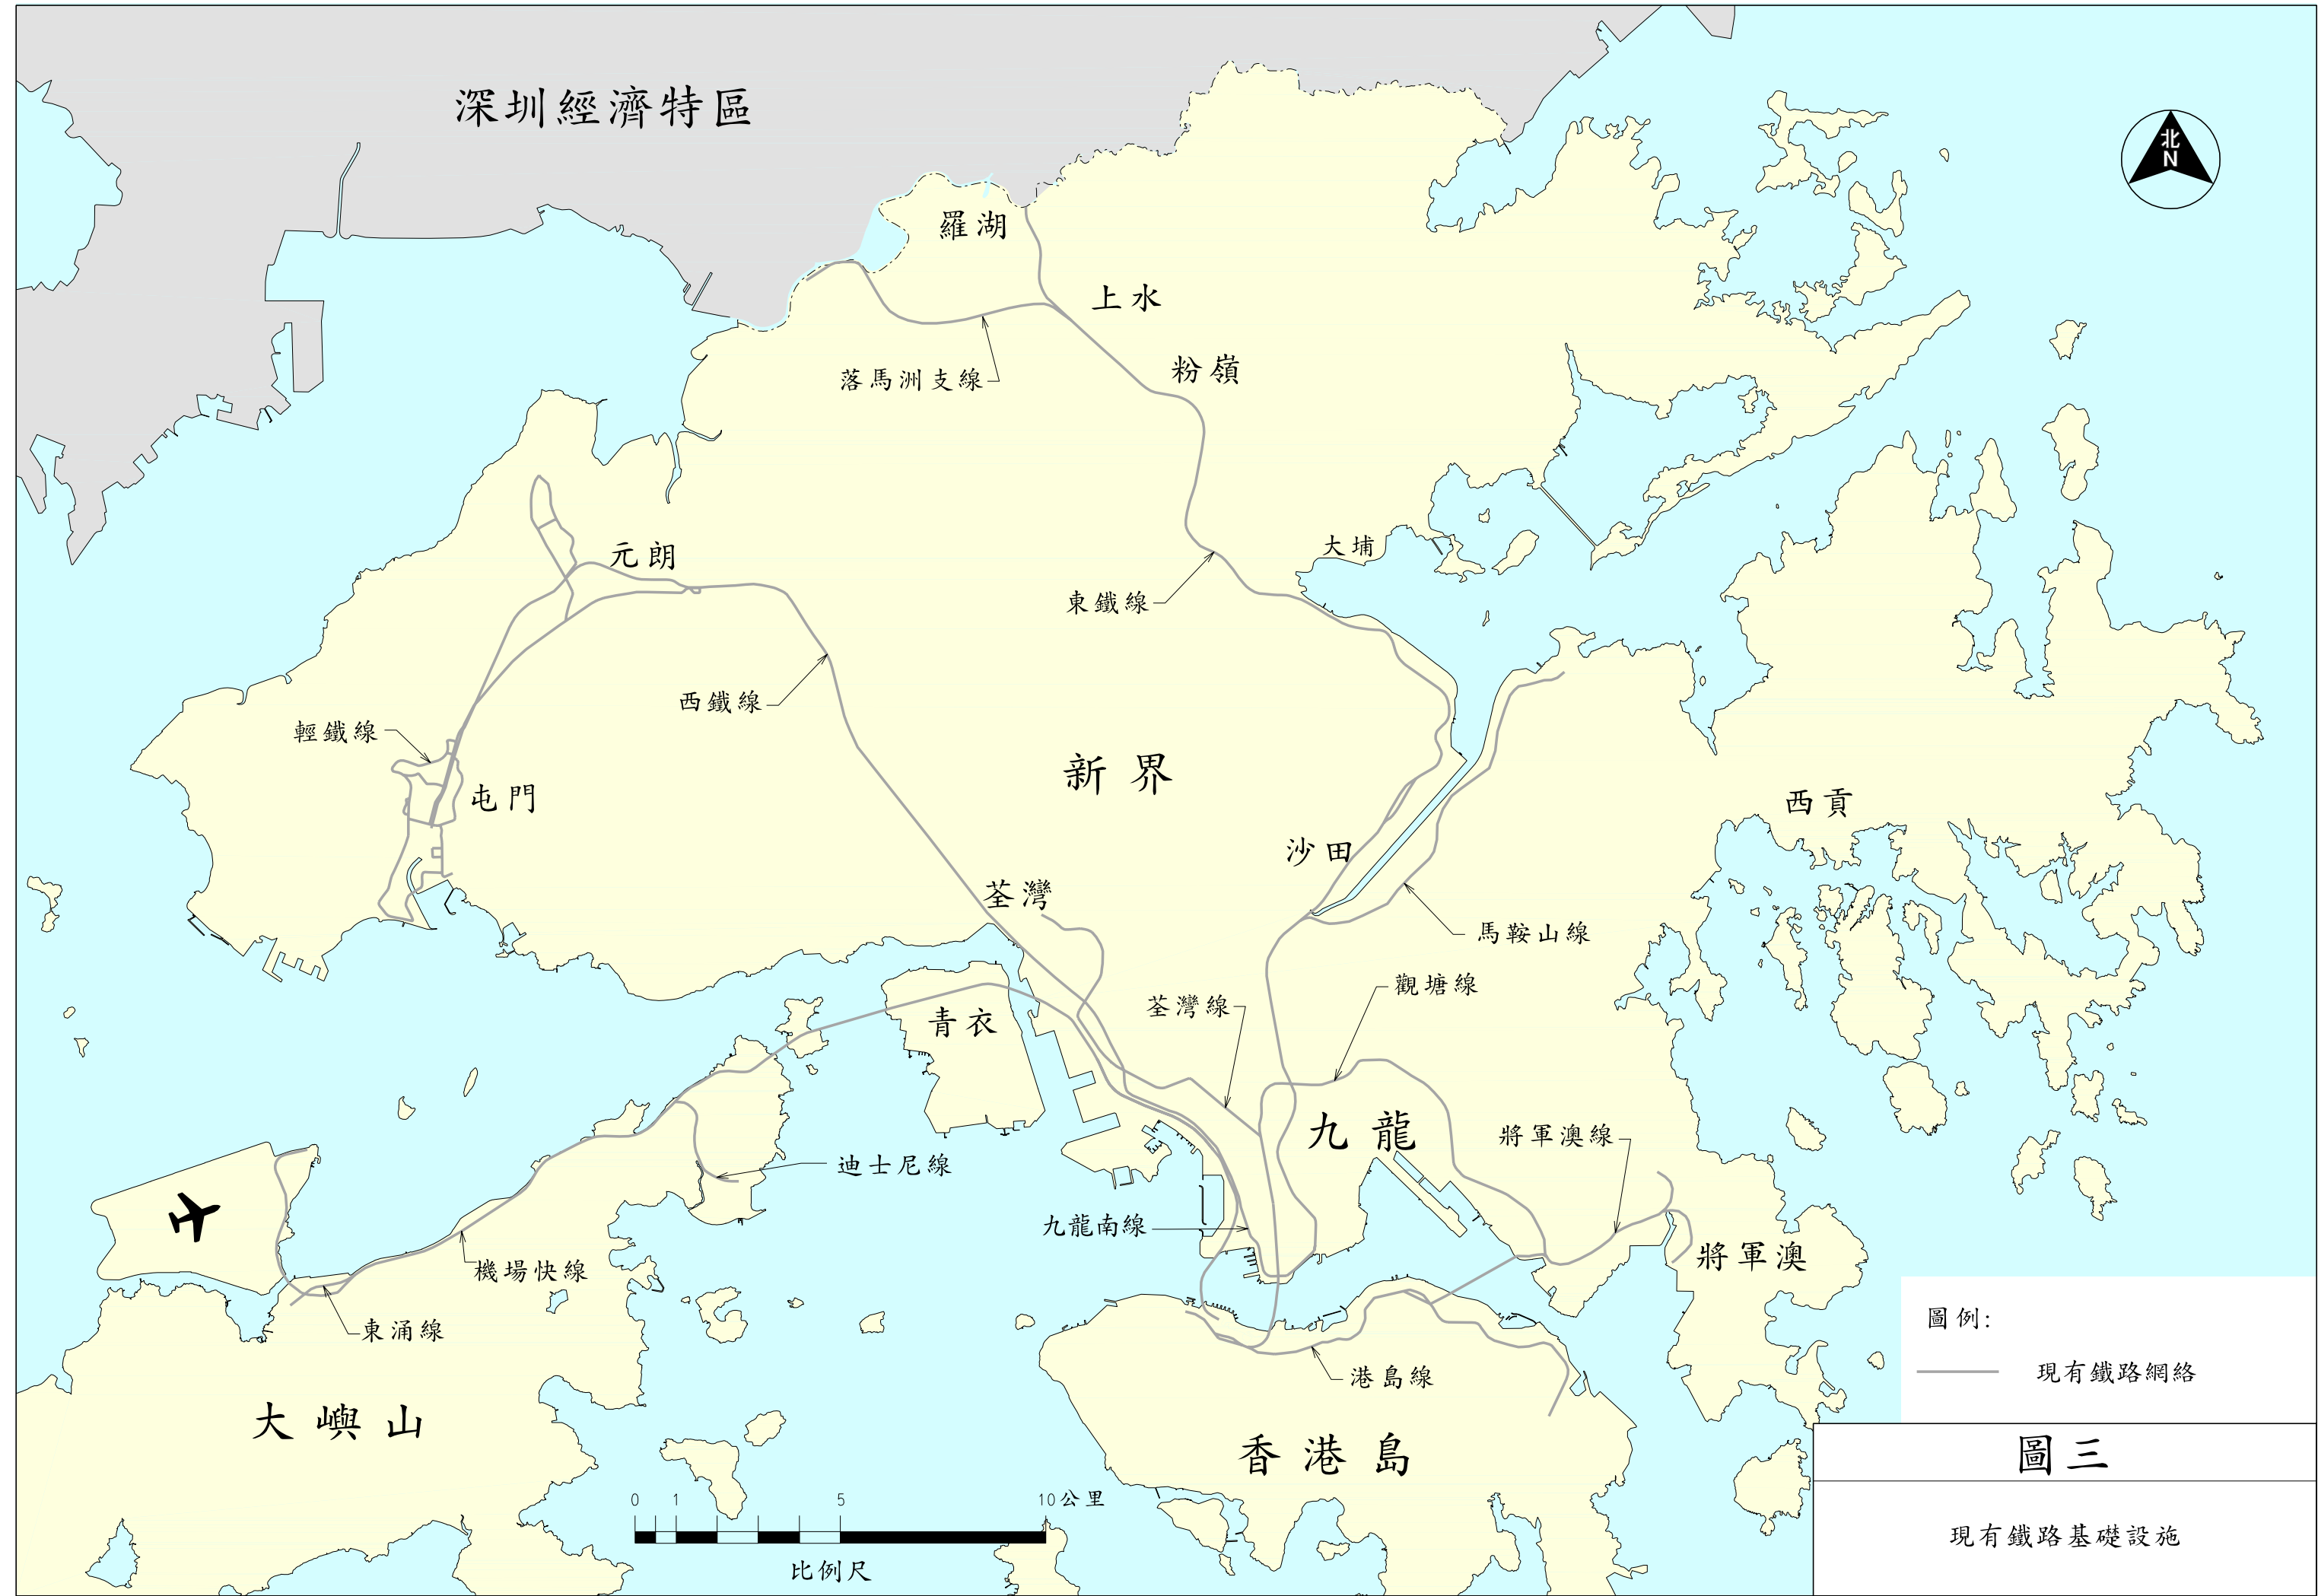 深圳經濟特區
北
N
羅湖
上水
粉嶺
落馬洲支線
元朗
大埔
東鐵線
西鐵線
輕鐵線
新界
屯門
西貢
沙田
荃灣
馬鞍山線
觀塘線
荃灣線
青衣
九龍
將軍澳線
迪士尼線
九龍南線
將軍澳
機場快線
東涌線
港島線
大嶼山
香港島
圖例:
現有鐵路網絡
圖三
現有鐵路基礎設施
0 1 5 10公里
比例尺